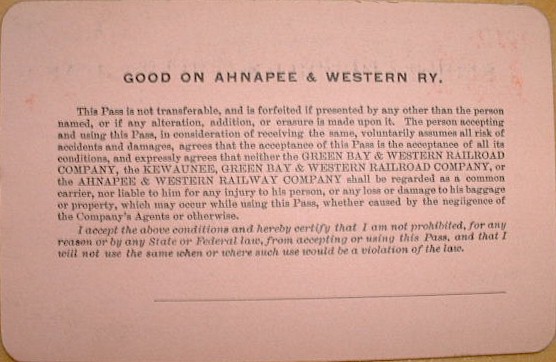 GOOD ON AHNAPEE & WESTERN RY.
This Pass is not transferable, and is forfeited if presented by any other than the person
named, or if any alteration, addition, or erasure is made upon it. The person accepting
and using this Pass, in consideration of receiving the same, voluntarily assumes all risk of
accidents and damages, agrees that the acceptance of this Pass is the acceptance of all its
conditions, and expressly agrees that neither the GREEN BAY & WESTERN RAILROAD
COMPANY, the KEWAUNEE, GREEN BAY & WESTERN RAILROAD COMPANY, or
the AHNAPEE & WESTERN RAILWAY COMPANY shall be regarded as a common
carrier, nor liable to him for any injury to his person, or any loss or damage to his baggage
or property, which may occur while using this Pass, whether caused by the negligence of
the Company's Agents or otherwise.
I accept the above conditions and hereby certify that I am not prohibited, for any
reason or by any State or Federal law, from accepting or using this Pass, and that I
will not use the same when or where such use would be a violation of the law.